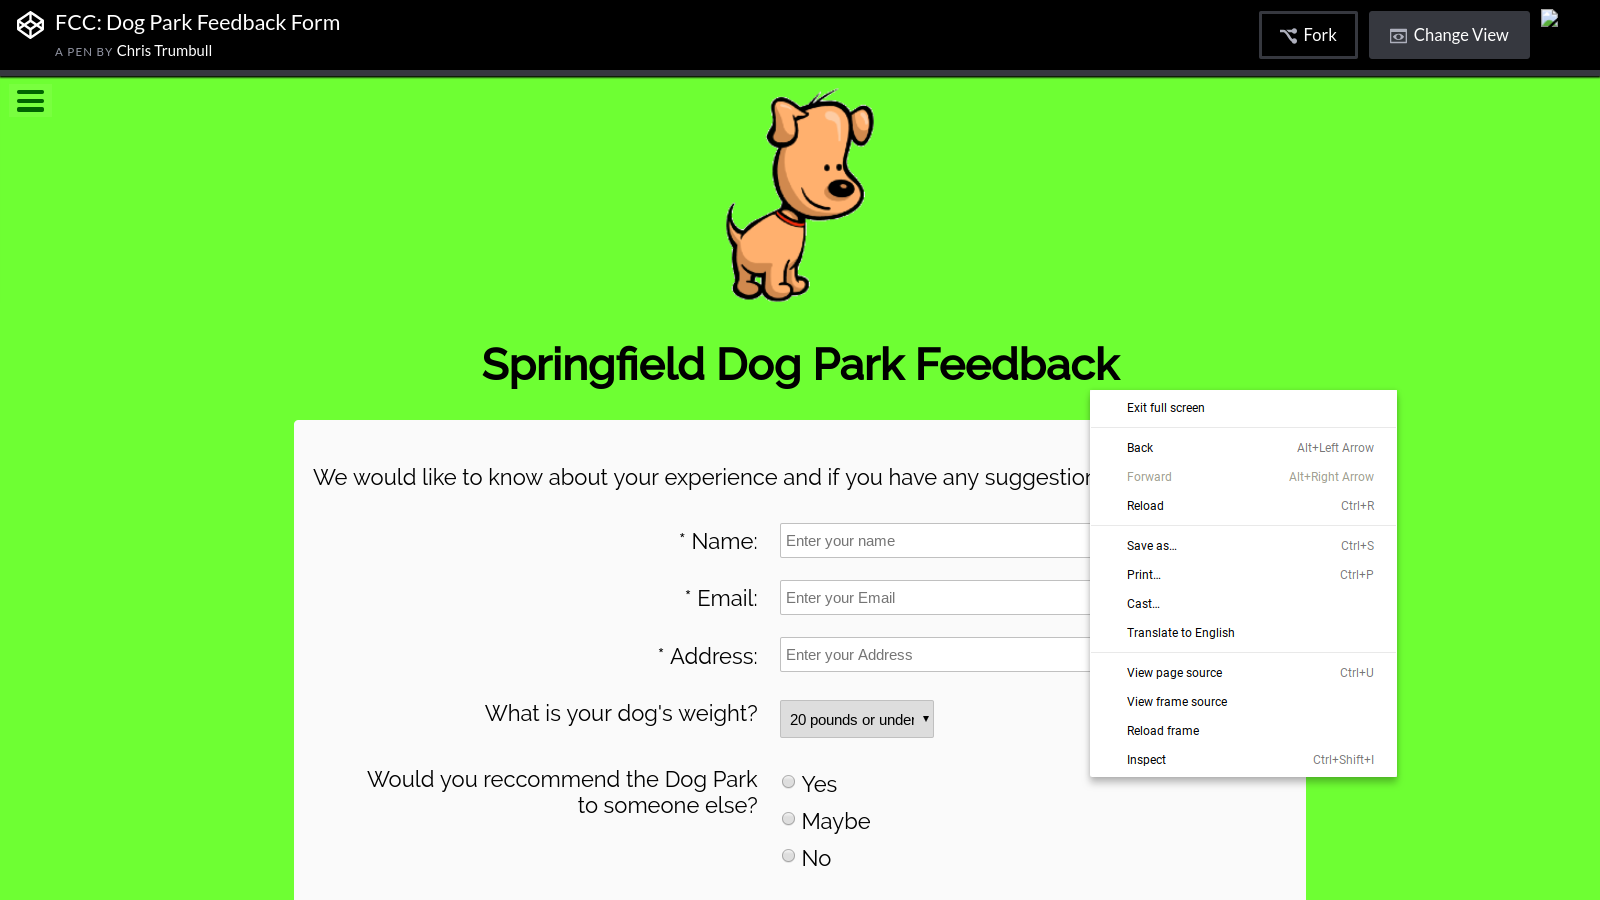 FCC: Dog Park Feedback Form
A PEN BY Chris Trumbull
Fork
Change View
Springfield Dog Park Feedback
We would like to know about your experience and if you have any
* Name:
Enter your name
* Email:
Enter your Email
* Address:
Enter your Address
What is your dog's weight?
20 pounds or under
Would you reccommend the Dog Park
to someone else?
Yes
Maybe
No
Exit full screen
Back Alt+Left Arrow
Forward Alt+Right Arrow
Reload Ctrl+R
Save as... Ctrl+S
Print... Ctrl+P
Cast...
Translate to English
View page source Ctrl+U
View frame source
Reload frame
Inspect Ctrl+Shift+I